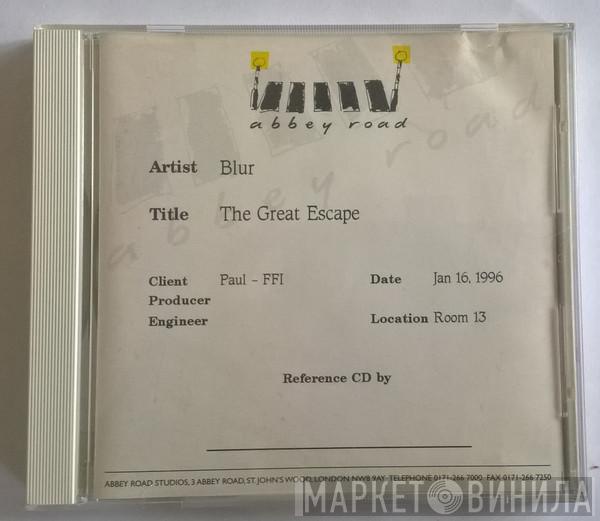 abbey road
Artist Blur
Title The Great Escape
Client Paul - FFI Date Jan 16, 1996
Producer
Engineer Location Room 13
Reference CD by
ABBEY ROAD STUDIOS, 3 ABBEY ROAD, ST. JOHN'S WOOD, LONDON NW8 9AY· TELEPHONE 0171-266 7000 FAX 0171-266 7250
МАРКЕТ ВИНИЛА